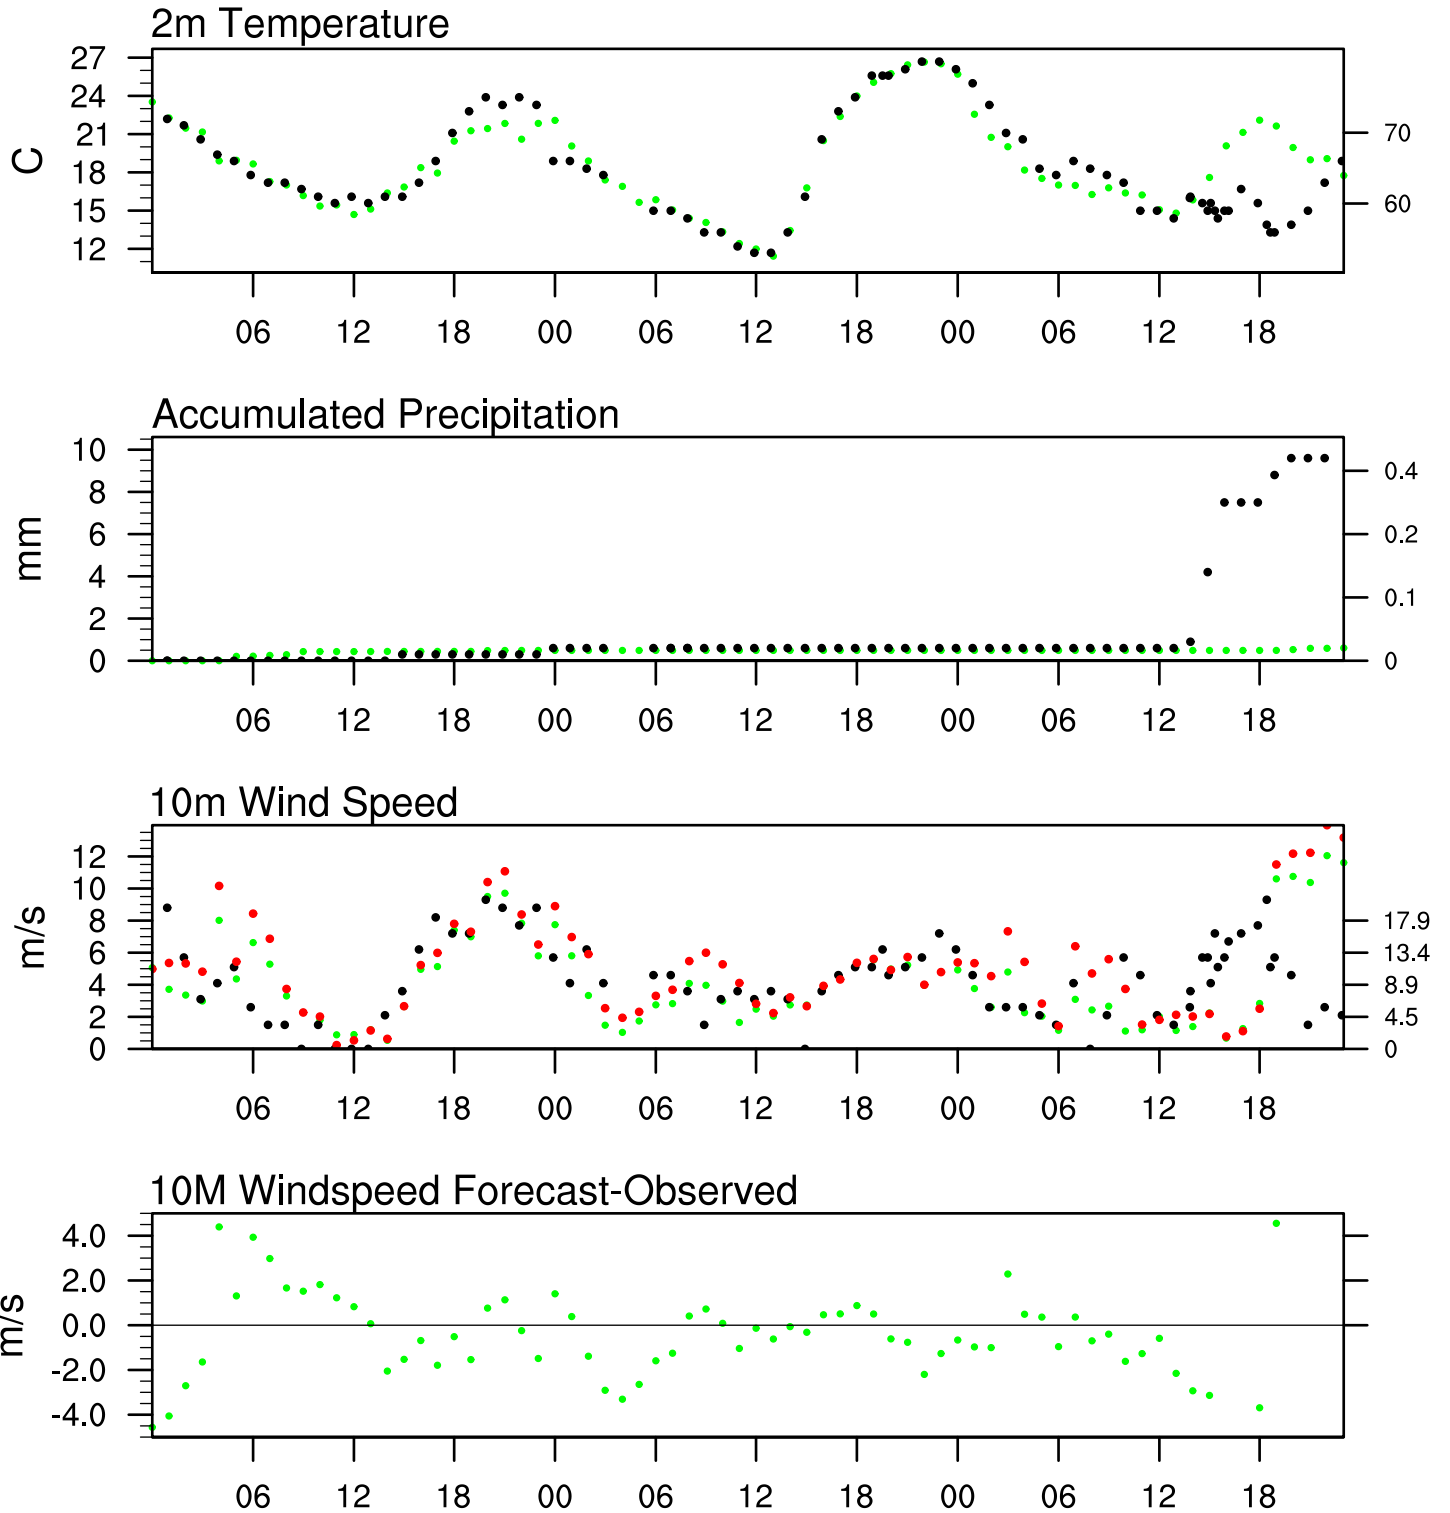 2m Temperature
27
24
21
18
15
12
C
70
60
06 12 18 00 06 12 18 00 06 12 18
Accumulated Precipitation
10
8
6
4
2
0
mm
0.4
0.2
0.1
0
06 12 18 00 06 12 18 00 06 12 18
10m Wind Speed
12
10
8
6
4
2
0
m/s
17.9
13.4
8.9
4.5
0
06 12 18 00 06 12 18 00 06 12 18
10M Windspeed Forecast-Observed
4.0
2.0
0.0
-2.0
-4.0
m/s
06 12 18 00 06 12 18 00 06 12 18